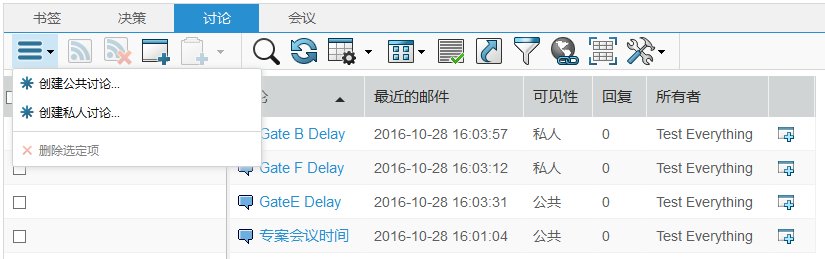 书签 决策 讨论 会议
创建公共讨论...
创建私人讨论...
删除选定项
论 最近的邮件 可见性 回复 所有者
Gate B Delay 2016-10-28 16:03:57 私人 0 Test Everything
Gate F Delay 2016-10-28 16:03:12 私人 0 Test Everything
GateE Delay 2016-10-28 16:03:31 公共 0 Test Everything
专案会议时间 2016-10-28 16:01:04 公共 0 Test Everything